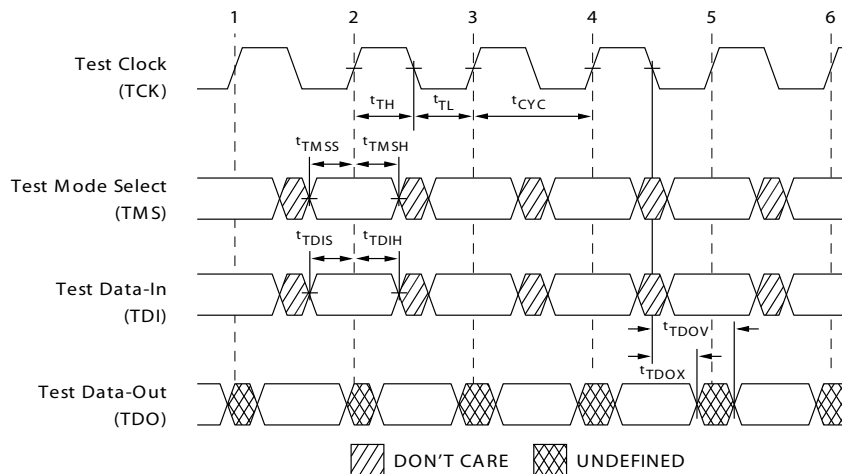 1 2 3 4 5 6
Test Clock
(TCK)
tTH tTL tCYC
tTMSS tTMSH
Test Mode Select
(TMS)
tTDIS tTDIH
Test Data-In
(TDI)
tTDOV
tTDOX
Test Data-Out
(TDO)
DON'T CARE UNDEFINED